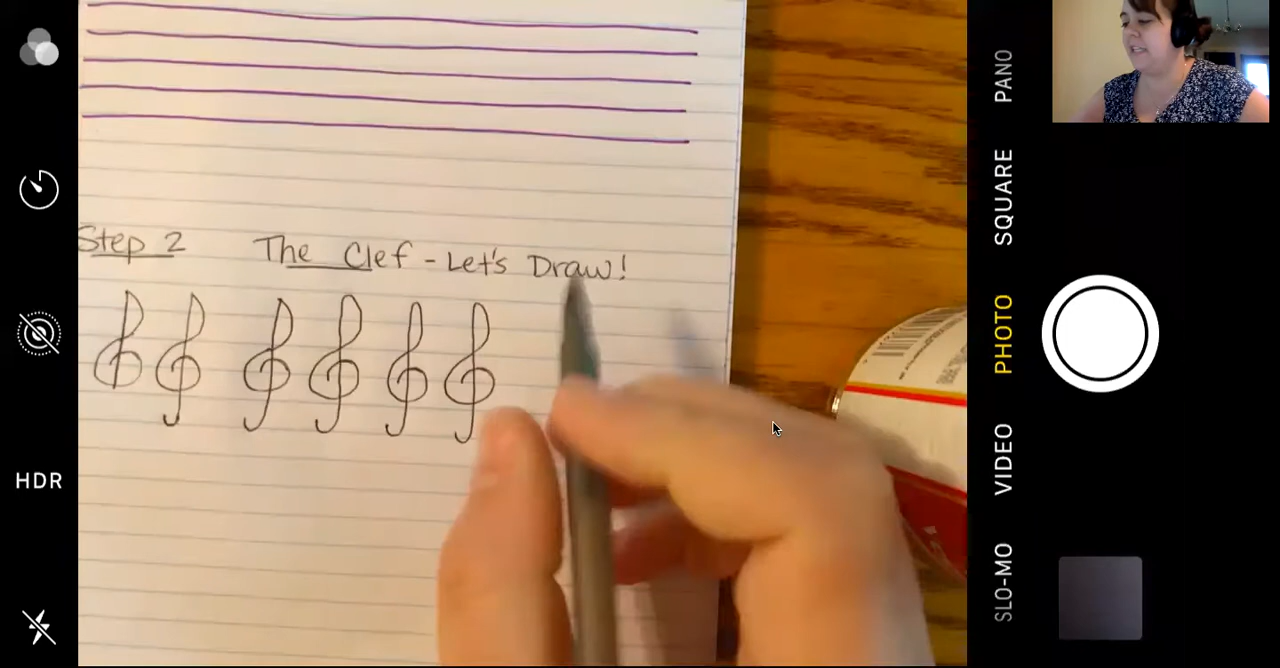 Step 2 The Clef - Let's Draw!
HDR
PANO
SQUARE
PHOTO
VIDEO
SLO-MO